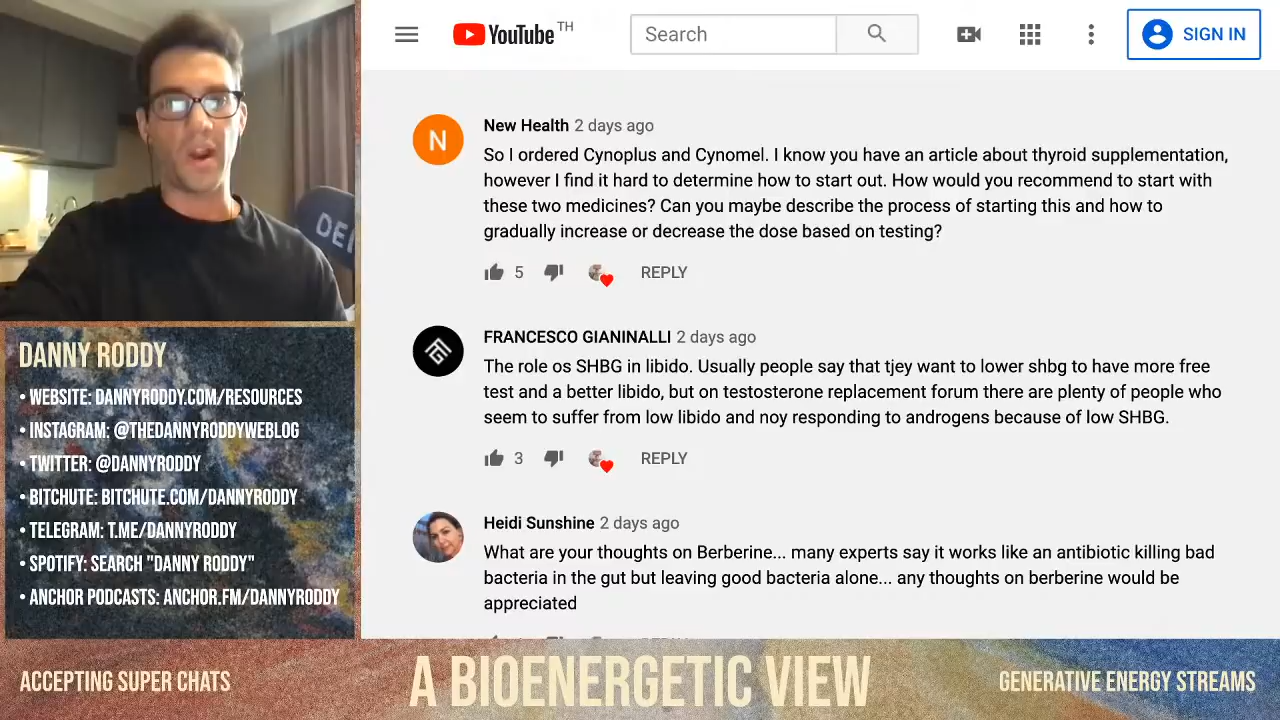 DEI
DANNY RODDY
• WEBSITE: DANNYRODDY.COM/RESOURCES
• INSTAGRAM: @THEDANNYRODDYWEBLOG
• TWITTER: @DANNYRODDY
• BITCHUTE: BITCHUTE.COM/DANNYRODDY
• TELEGRAM: T.ME/DANNYRODDY
• SPOTIFY: SEARCH "DANNY RODDY"
• ANCHOR PODCASTS: ANCHOR.FM/DANNYRODDY
YouTube TH
Search
SIGN IN
N
New Health 2 days ago
So I ordered Cynoplus and Cynomel. I know you have an article about thyroid supplementation,
however I find it hard to determine how to start out. How would you recommend to start with
these two medicines? Can you maybe describe the process of starting this and how to
gradually increase or decrease the dose based on testing?
5 REPLY
FRANCESCO GIANINALLI 2 days ago
The role os SHBG in libido. Usually people say that tjey want to lower shbg to have more free
test and a better libido, but on testosterone replacement forum there are plenty of people who
seem to suffer from low libido and noy responding to androgens because of low SHBG.
3 REPLY
Heidi Sunshine 2 days ago
What are your thoughts on Berberine... many experts say it works like an antibiotic killing bad
bacteria in the gut but leaving good bacteria alone... any thoughts on berberine would be
appreciated
ACCEPTING SUPER CHATS
A BIOENERGETIC VIEW
GENERATIVE ENERGY STREAMS